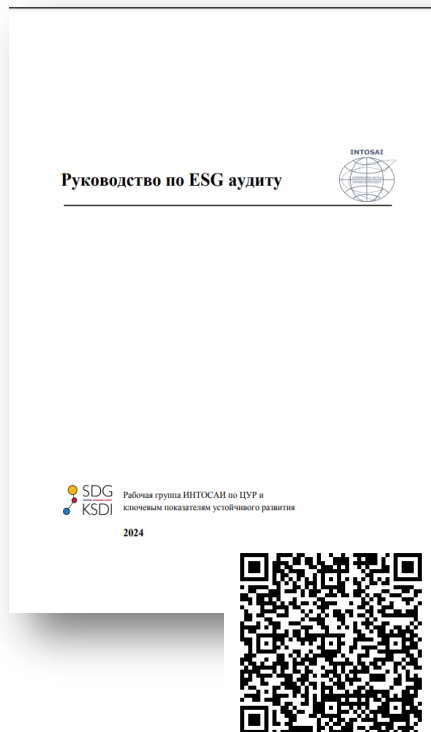 INTOSAI
Руководство по ESG аудиту
SDG
KSDI
Рабочая группа ИНТОСАИ по ЦУР и
ключевым показателям устойчивого развития
2024